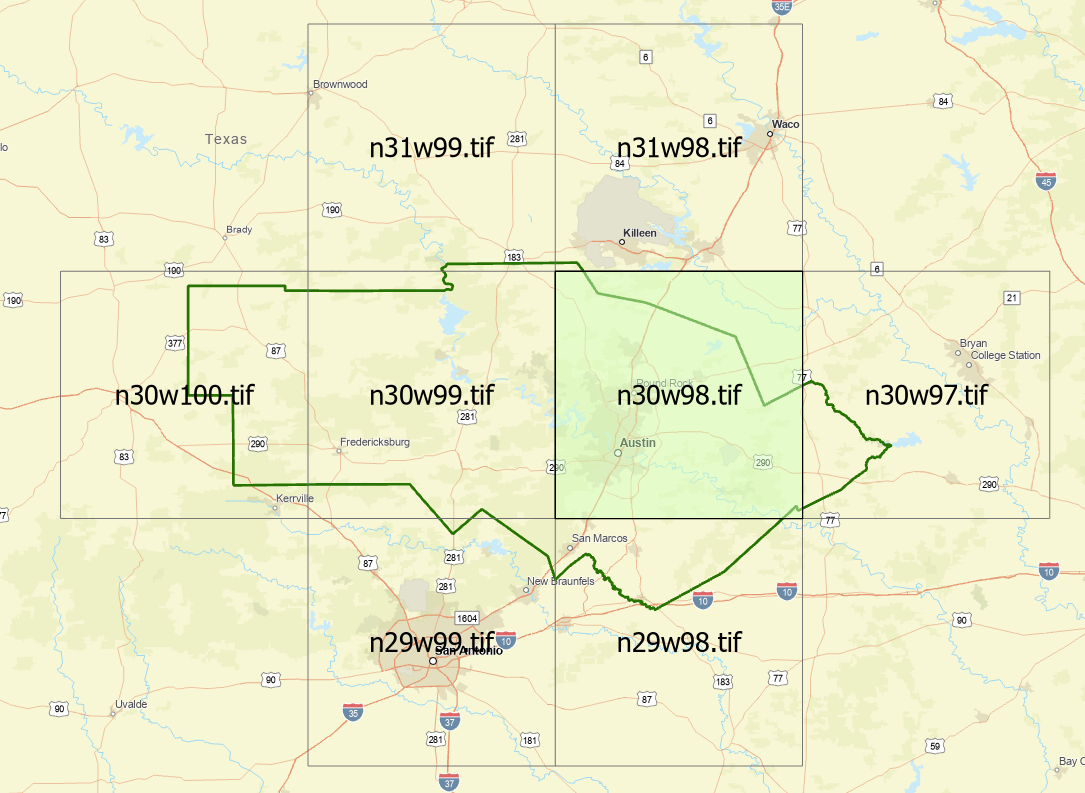 35E
6
Brownwood
84
6
Waco
Texas
281
lo
n31w99.tif
n31w98.tif
84
45
190
77
Brady
83
Killeen
183
190
6
190
21
377
87
Bryan
College Station
77
Round Rock
n30w100.tif
n30w99.tif
n30w98.tif
n30w97.tif
281
290
Fredericksburg
Austin
83
290
290
290
Kerrville
77
77
San Marcos
87
281
10
281
New Braunfels
10
10
1604
90
n29w99.tif
10
n29w98.tif
San Antonio
90
183
77
87
90
Uvalde
35
37
281
181
59
Bay C
37